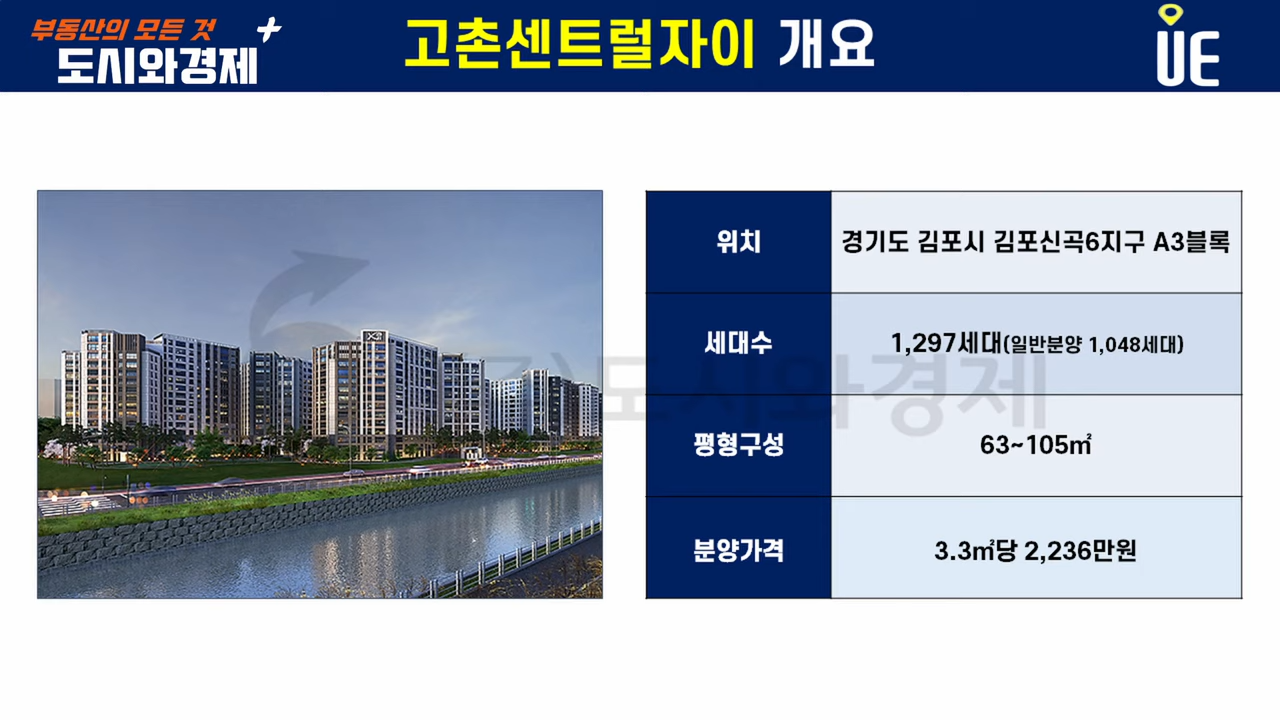 부동산의 모든 것
도시와경제
고촌센트럴자이 개요
UE
위치
경기도 김포시 김포신곡6지구 A3블록
세대수
1,297세대(일반분양 1,048세대)
평형구성
63~105㎡
분양가격
3.3㎡당 2,236만원
도시와경제